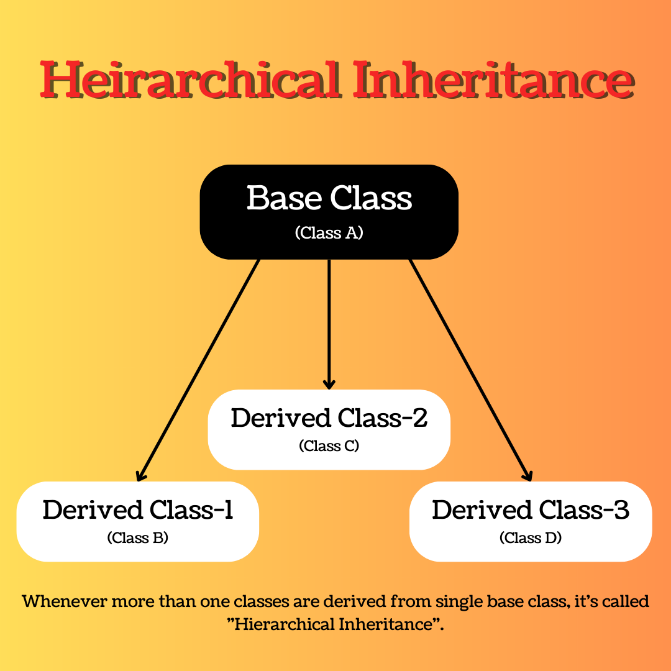 Heirarchical Inheritance
Base Class
(Class A)
Derived Class-2
(Class C)
Derived Class-1
(Class B)
Derived Class-3
(Class D)
Whenever more than one classes are derived from single base class, it's called
"Hierarchical Inheritance".